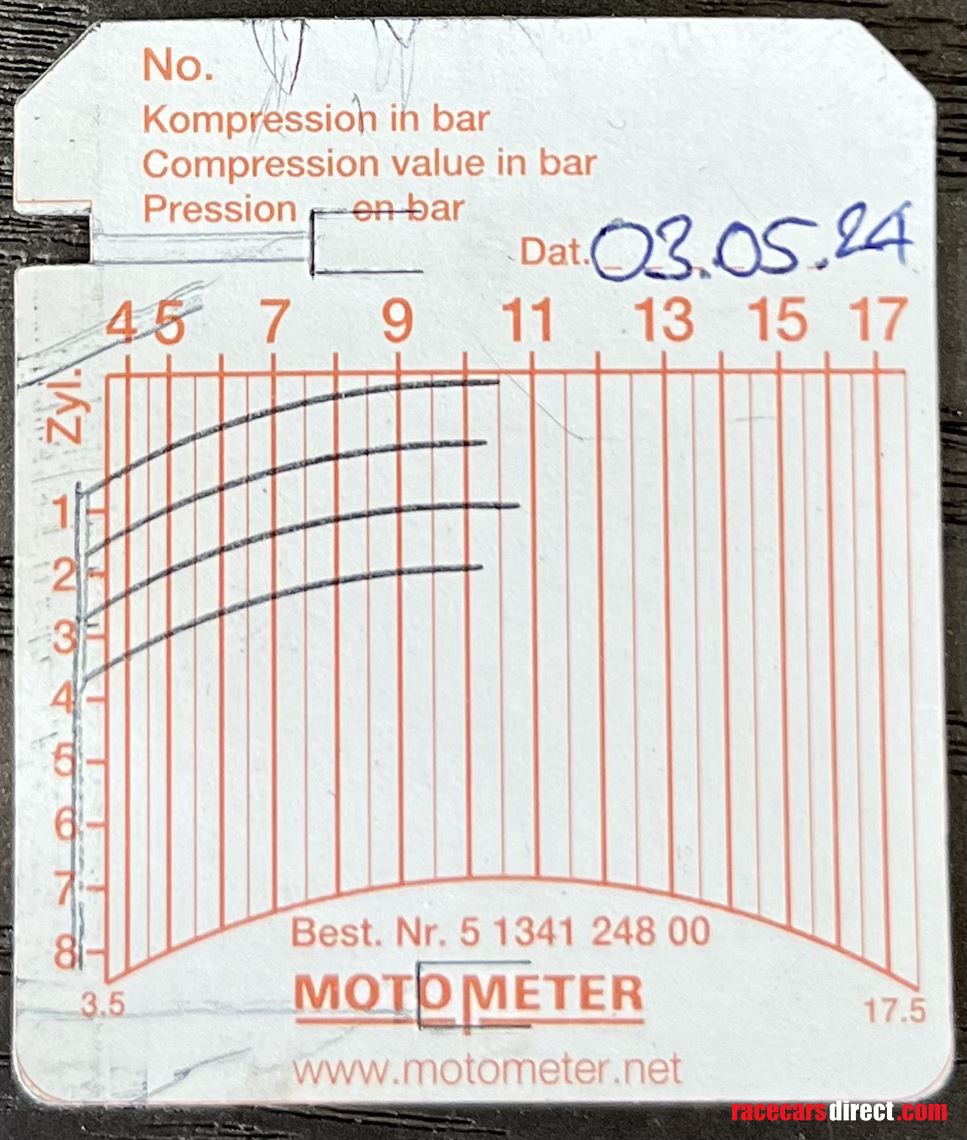 No.
Kompression in bar
Compression value in bar
Pression en bar
Dat. 03.05.24
4 5 7 9 11 13 15 17
Zyl.
1
2
3
4
5
6
7
8
3.5 17.5
Best. Nr. 5 1341 248 00
MOTOMETER
www.motometer.net
racecarsdirect.com